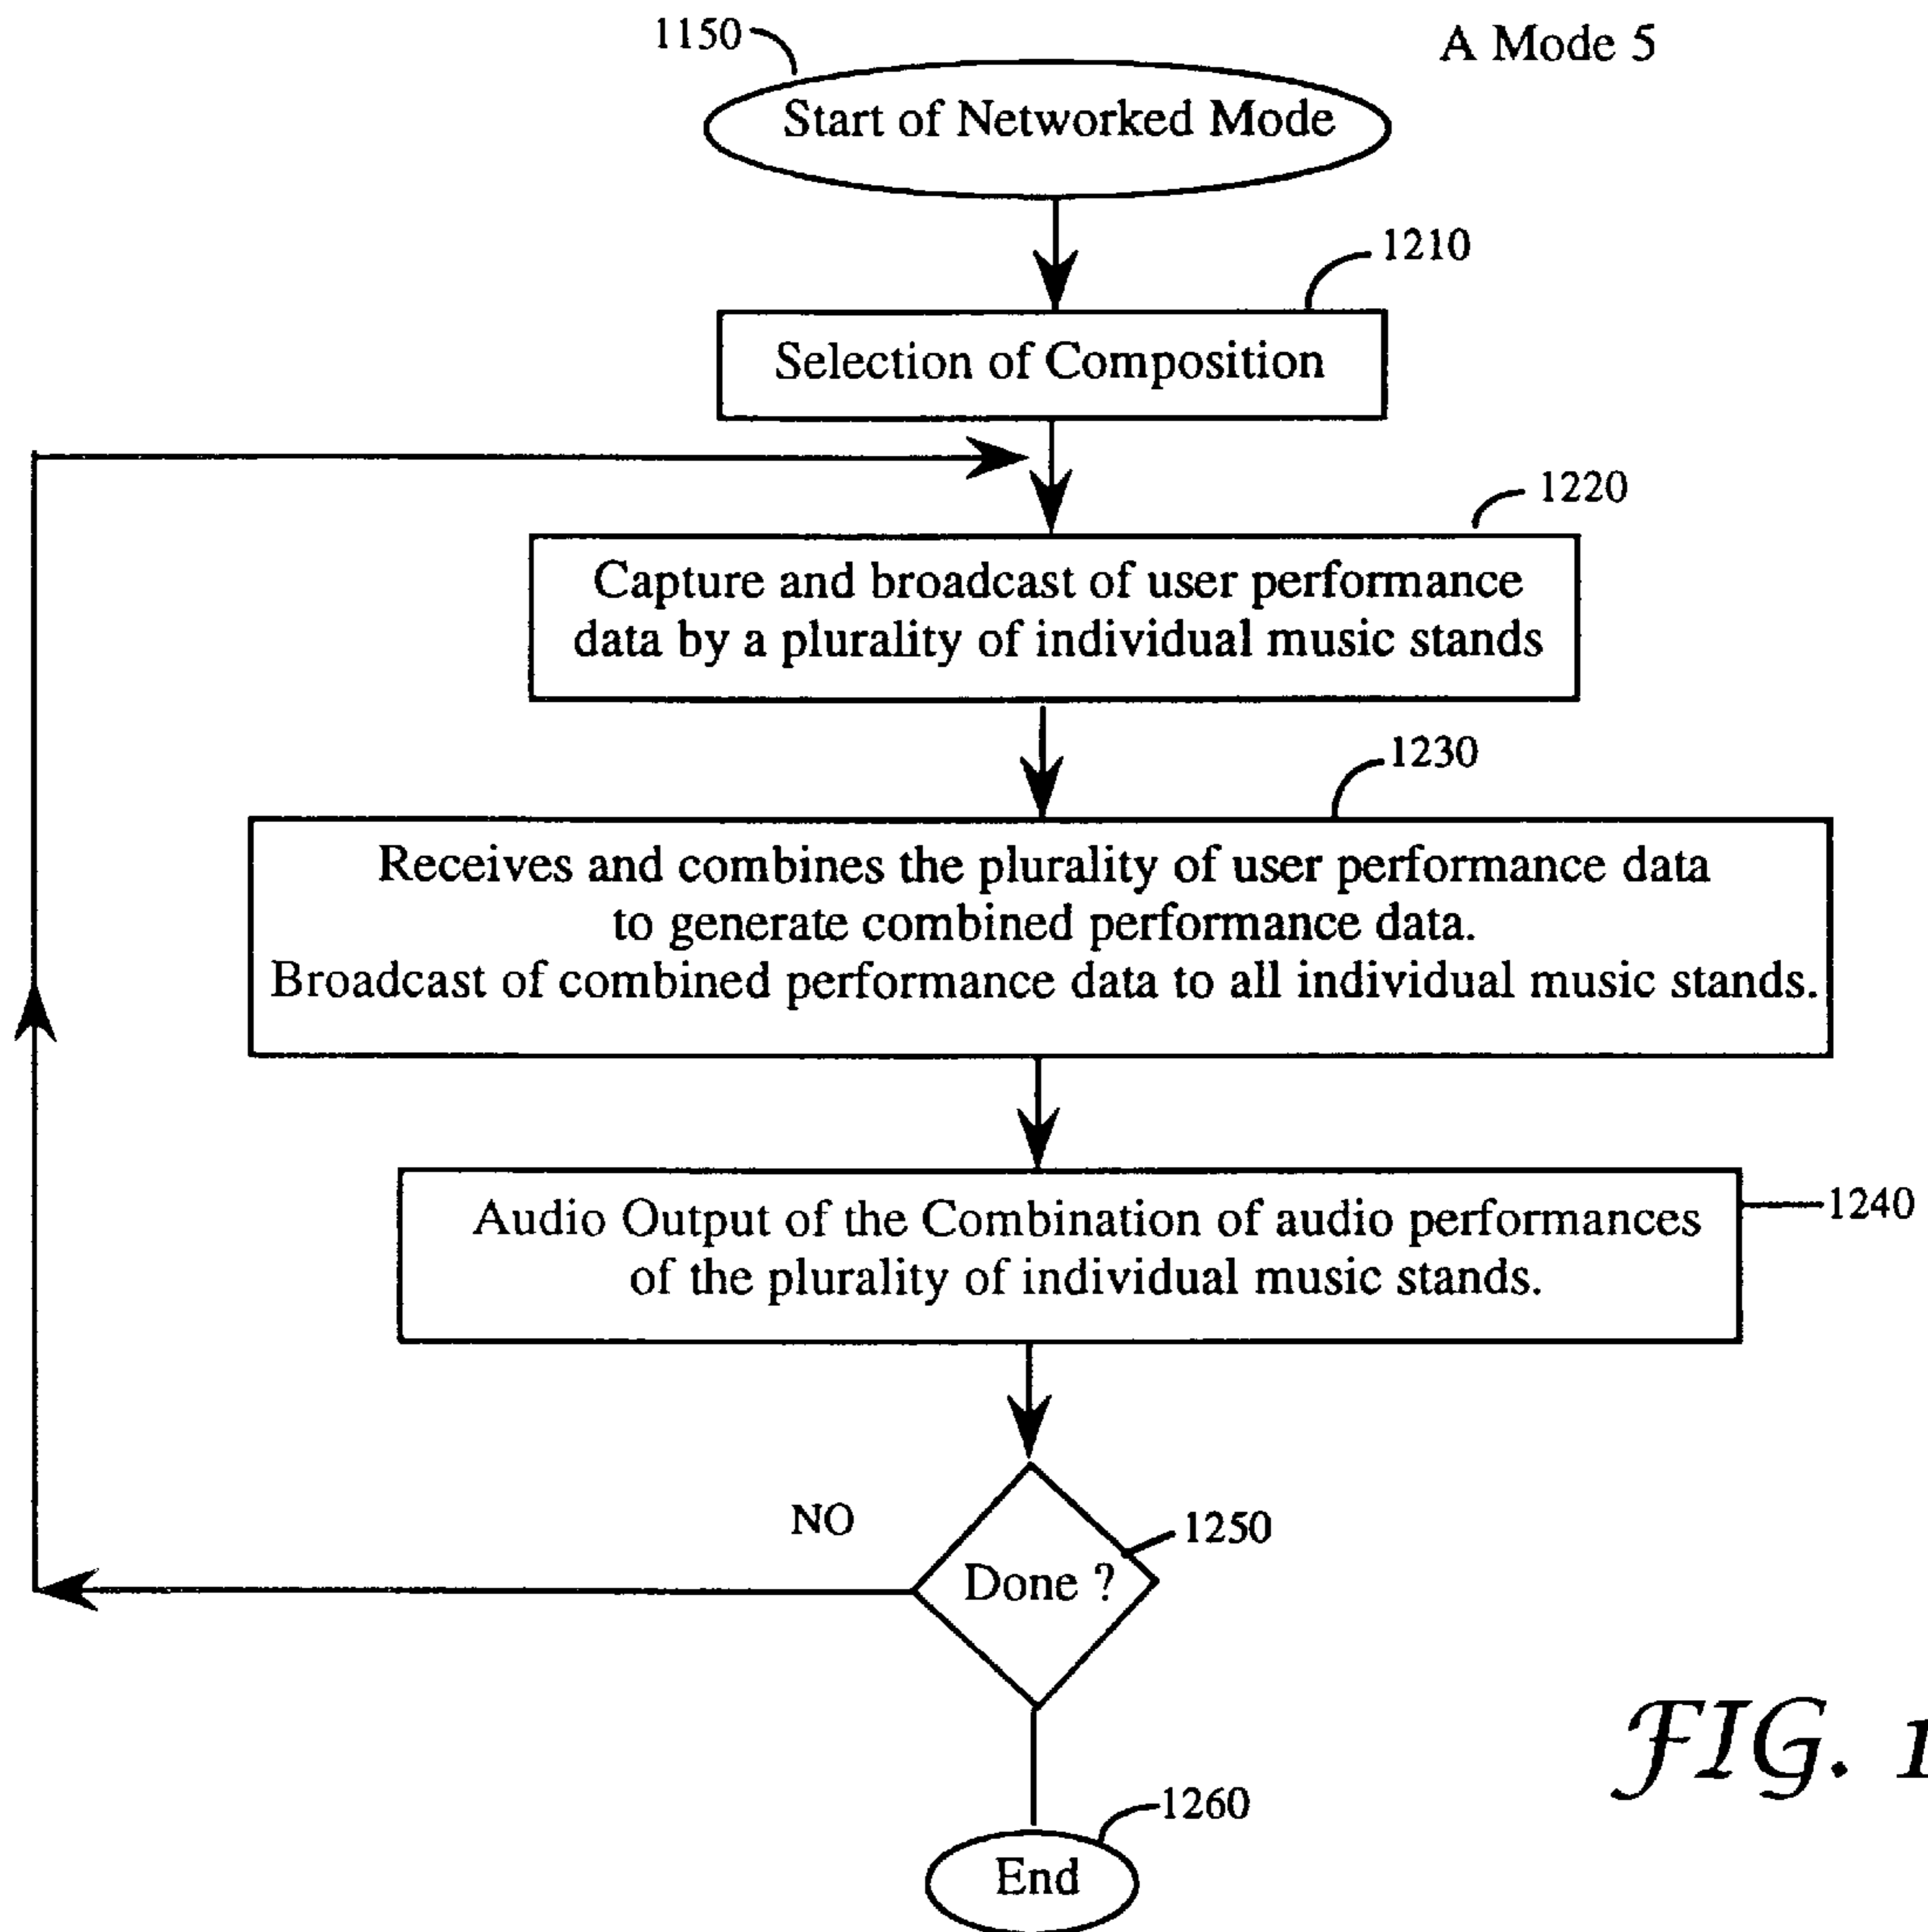 1150
A Mode 5
Start of Networked Mode
1210
Selection of Composition
1220
Capture and broadcast of user performance
data by a plurality of individual music stands
1230
Receives and combines the plurality of user performance data
to generate combined performance data.
Broadcast of combined performance data to all individual music stands.
Audio Output of the Combination of audio performances
of the plurality of individual music stands.
1240
NO
1250
Done ?
FIG. 1
1260
End